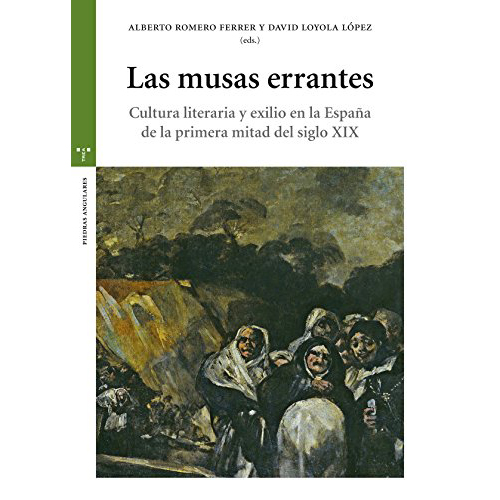 ALBERTO ROMERO FERRER Y DAVID LOYOLA LÓPEZ
(eds.)
Las musas errantes
Cultura literaria y exilio en la España
de la primera mitad del siglo XIX
TREA
PIEDRAS ANGULARES